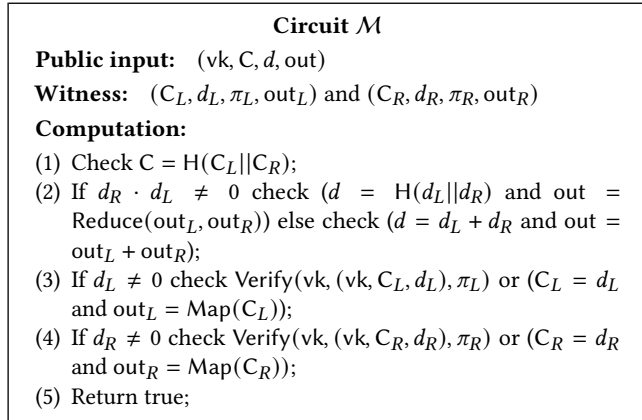 Circuit M
Public input: (vk, C, d, out)
Witness: (C_L, d_L, π_L, out_L) and (C_R, d_R, π_R, out_R)
Computation:
(1) Check C = H(C_L||C_R);
(2) If d_R · d_L ≠ 0 check (d = H(d_L||d_R) and out =
Reduce(out_L, out_R)) else check (d = d_L + d_R and out =
out_L + out_R);
(3) If d_L ≠ 0 check Verify(vk, (vk, C_L, d_L), π_L) or (C_L = d_L
and out_L = Map(C_L));
(4) If d_R ≠ 0 check Verify(vk, (vk, C_R, d_R), π_R) or (C_R = d_R
and out_R = Map(C_R));
(5) Return true;